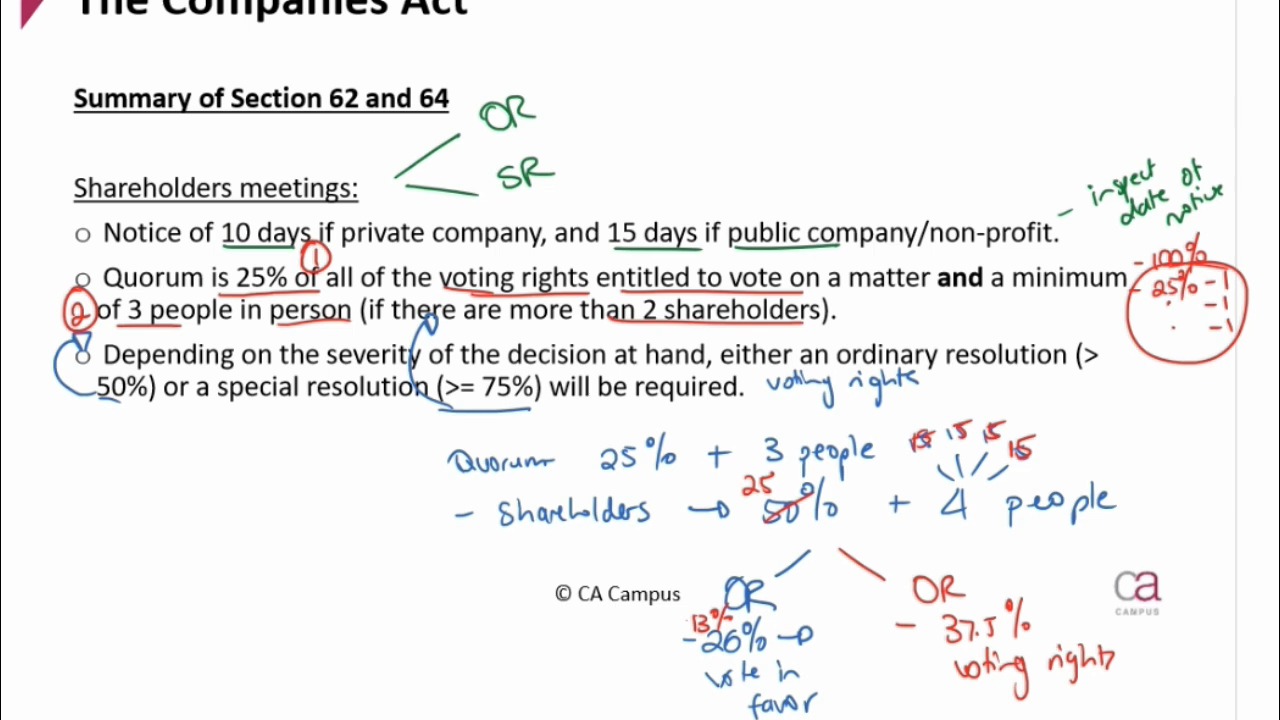 The Companies Act
Summary of Section 62 and 64
OR
SR
Shareholders meetings:
inspect date of notice
o Notice of 10 days if private company, and 15 days if public company/non-profit.
- 100%
1
o Quorum is 25% of all of the voting rights entitled to vote on a matter and a minimum
25% - 1
- 1
- 1
2 of 3 people in person (if there are more than 2 shareholders).
o Depending on the severity of the decision at hand, either an ordinary resolution (>
50%) or a special resolution (>= 75%) will be required. voting rights
15 15 15 15
Quorum 25% + 3 people
25
- Shareholders → 50% + 4 people
© CA Campus
OR
OR
ca
CAMPUS
13%
- 26% →
- 37.5%
vote in
voting rights
favor